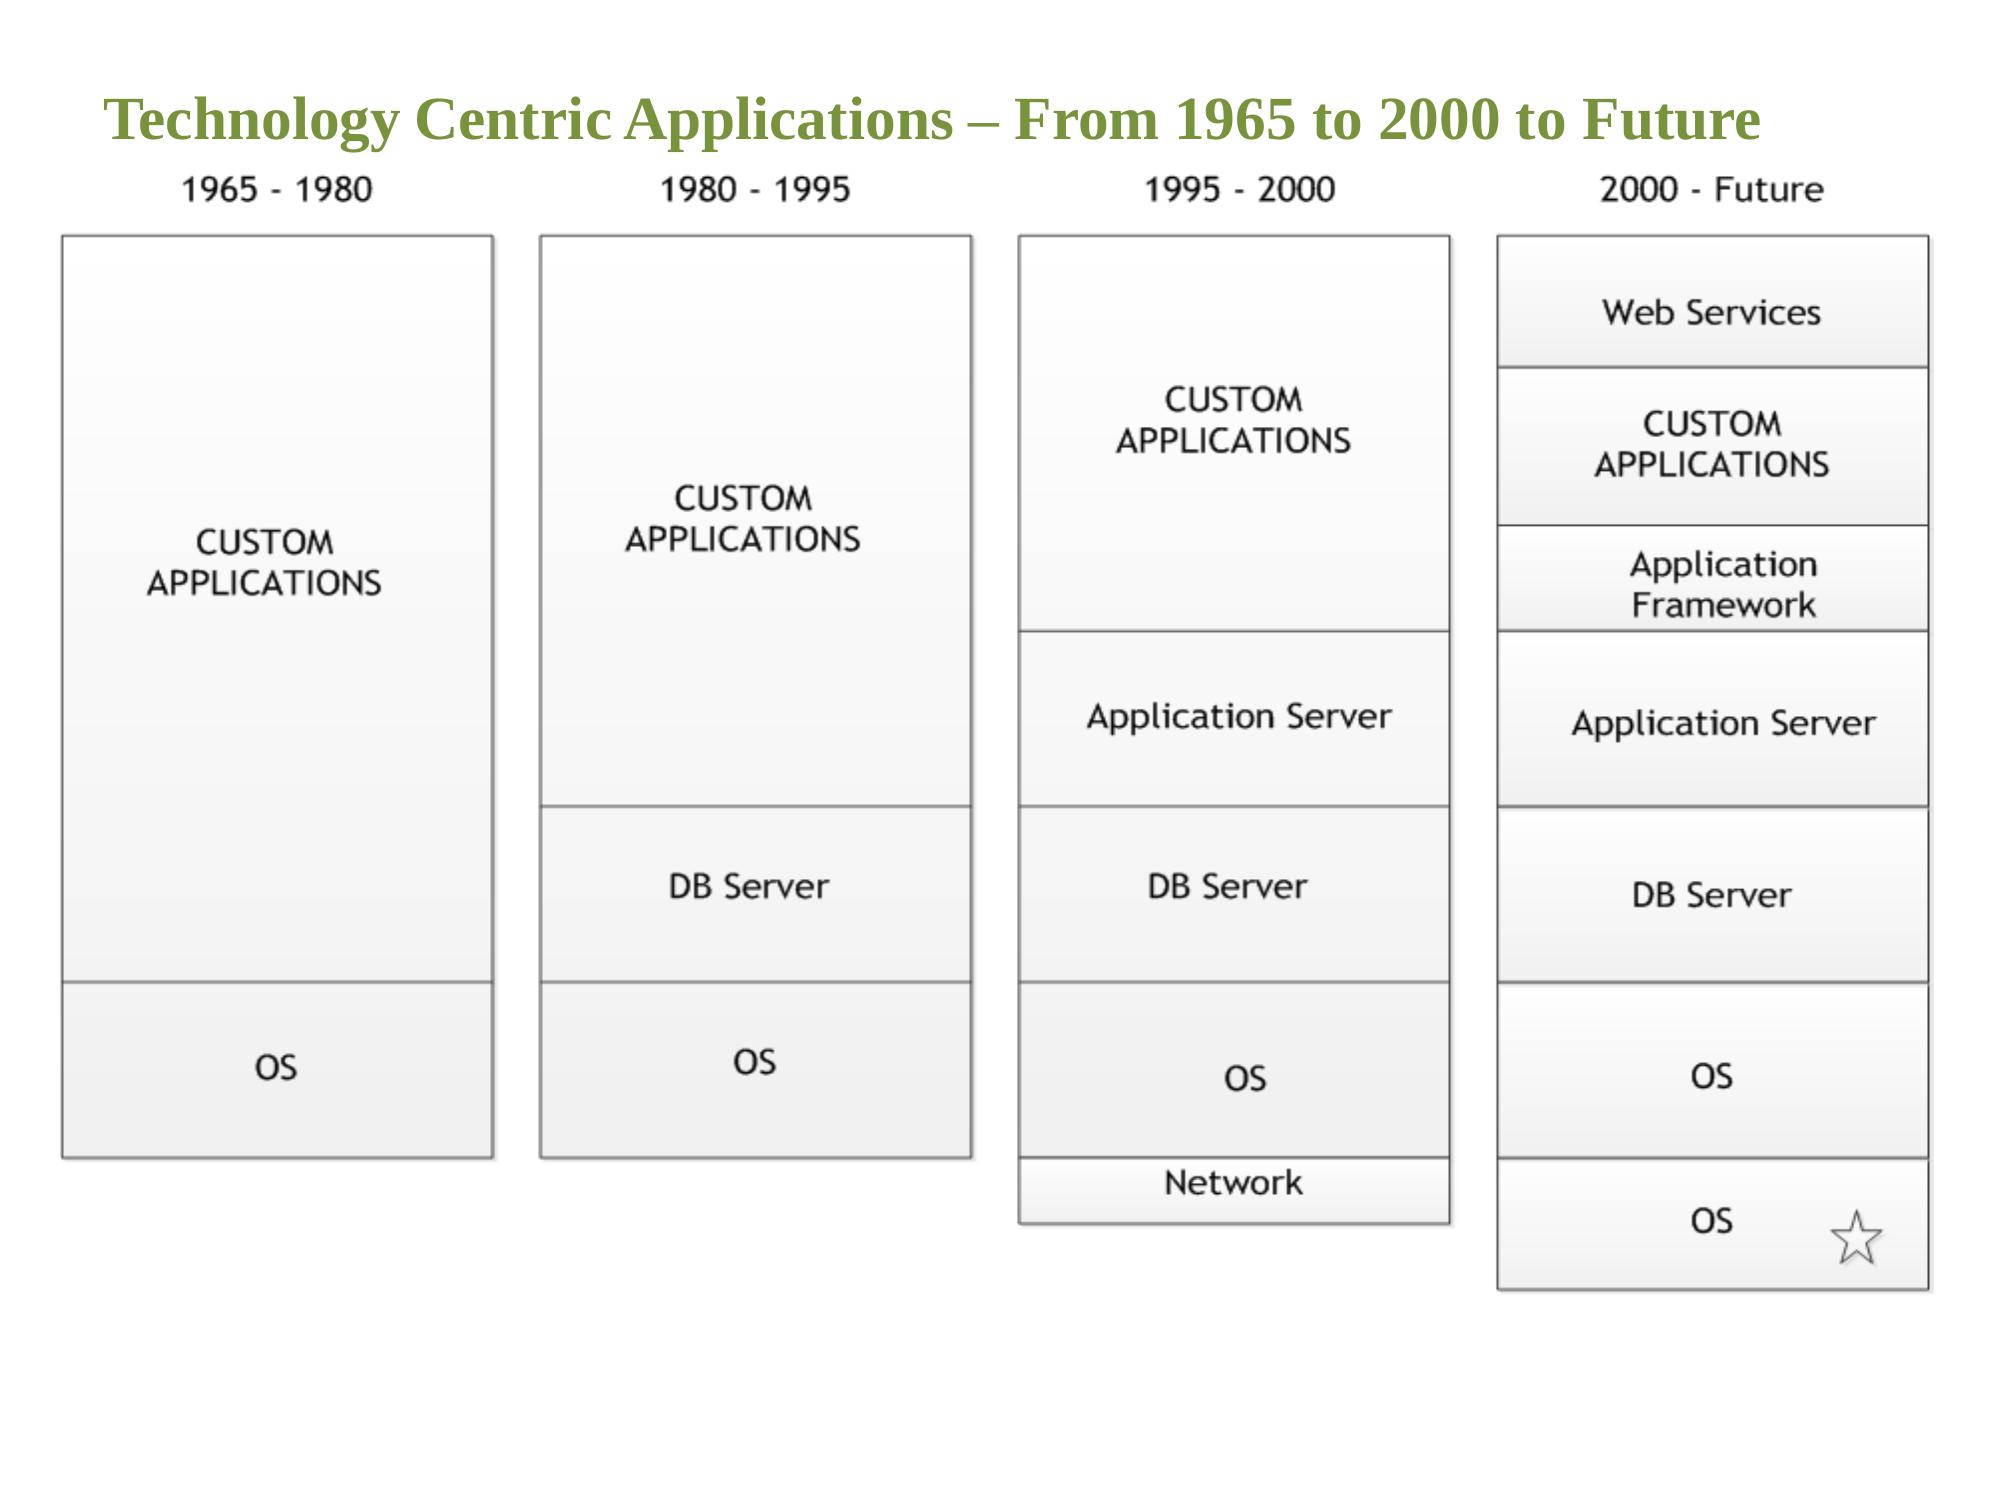 Technology Centric Applications – From 1965 to 2000 to Future
1965 - 1980
CUSTOM
APPLICATIONS
OS
1980 - 1995
CUSTOM
APPLICATIONS
DB Server
OS
1995 - 2000
CUSTOM
APPLICATIONS
Application Server
DB Server
OS
Network
2000 - Future
Web Services
CUSTOM
APPLICATIONS
Application
Framework
Application Server
DB Server
OS
OS